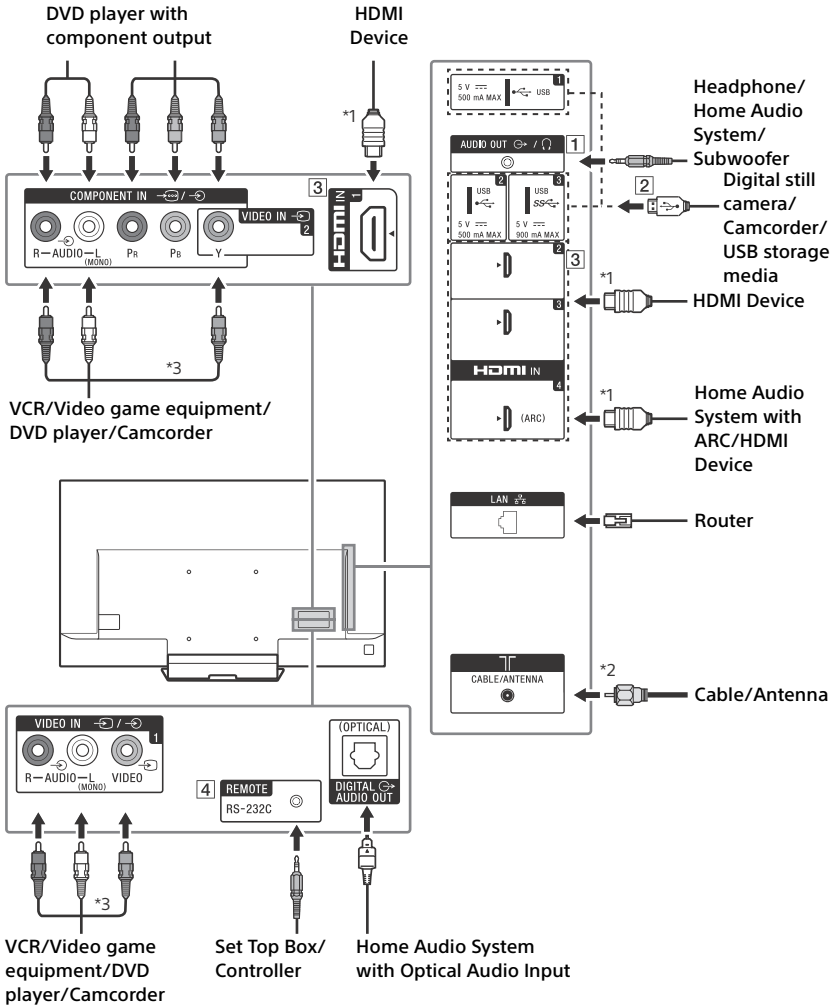 DVD player with
component output
HDMI
Device
*1
5 V
500 mA MAX
USB
1
AUDIO OUT /
1
Headphone/
Home Audio
System/
Subwoofer
2
USB
5 V
500 mA MAX
3
USB
SS
5 V
900 mA MAX
2
Digital still
camera/
Camcorder/
USB storage
media
COMPONENT IN /
R—AUDIO—L
(MONO)
PR
PB
Y
VIDEO IN
2
3
HDMI IN
1
2
3
3
*1
HDMI Device
HDMI IN
4
(ARC)
*1
Home Audio
System with
ARC/HDMI
Device
*3
VCR/Video game equipment/
DVD player/Camcorder
LAN
Router
CABLE/ANTENNA
*2
Cable/Antenna
VIDEO IN /
1
R—AUDIO—L
(MONO)
VIDEO
4
REMOTE
RS-232C
(OPTICAL)
DIGITAL
AUDIO OUT
*3
VCR/Video game
equipment/DVD
player/Camcorder
Set Top Box/
Controller
Home Audio System
with Optical Audio Input